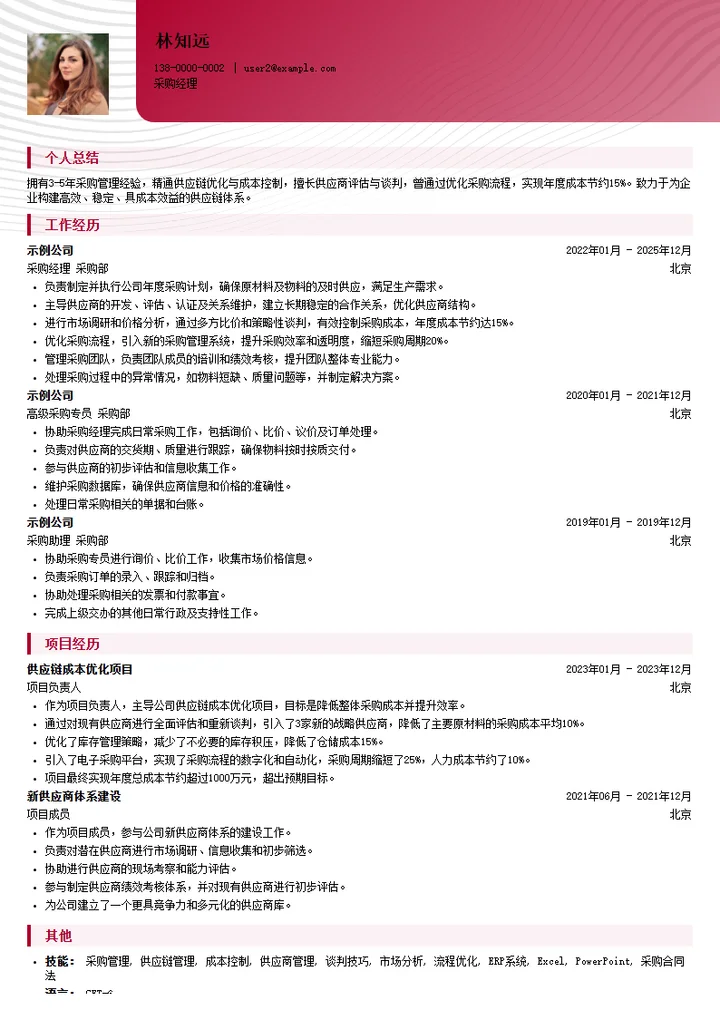 林知远
138-0000-0002 | user2@example.com
采购经理
个人总结
拥有3-5年采购管理经验，精通供应链优化与成本控制，擅长供应商评估与谈判，曾通过优化采购流程，实现年度成本节约15%。致力于为企
业构建高效、稳定、具成本效益的供应链体系。
工作经历
示例公司 2022年01月 - 2025年12月
采购经理 采购部 北京
• 负责制定并执行公司年度采购计划，确保原材料及物料的及时供应，满足生产需求。
• 主导供应商的开发、评估、认证及关系维护，建立长期稳定的合作关系，优化供应商结构。
• 进行市场调研和价格分析，通过多方比价和策略性谈判，有效控制采购成本，年度成本节约达15%。
• 优化采购流程，引入新的采购管理系统，提升采购效率和透明度，缩短采购周期20%。
• 管理采购团队，负责团队成员的培训和绩效考核，提升团队整体专业能力。
• 处理采购过程中的异常情况，如物料短缺、质量问题等，并制定解决方案。
示例公司 2020年01月 - 2021年12月
高级采购专员 采购部 北京
• 协助采购经理完成日常采购工作，包括询价、比价、议价及订单处理。
• 负责对供应商的交货期、质量进行跟踪，确保物料按时按质交付。
• 参与供应商的初步评估和信息收集工作。
• 维护采购数据库，确保供应商信息和价格的准确性。
• 处理日常采购相关的单据和台账。
示例公司 2019年01月 - 2019年12月
采购助理 采购部 北京
• 协助采购专员进行询价、比价工作，收集市场价格信息。
• 负责采购订单的录入、跟踪和归档。
• 协助处理采购相关的发票和付款事宜。
• 完成上级交办的其他日常行政及支持性工作。
项目经历
供应链成本优化项目 2023年01月 - 2023年12月
项目负责人 北京
• 作为项目负责人，主导公司供应链成本优化项目，目标是降低整体采购成本并提升效率。
• 通过对现有供应商进行全面评估和重新谈判，引入了3家新的战略供应商，降低了主要原材料的采购成本平均10%。
• 优化了库存管理策略，减少了不必要的库存积压，降低了仓储成本15%。
• 引入了电子采购平台，实现了采购流程的数字化和自动化，采购周期缩短了25%，人力成本节约了10%。
• 项目最终实现年度总成本节约超过1000万元，超出预期目标。
新供应商体系建设 2021年06月 - 2021年12月
项目成员 北京
• 作为项目成员，参与公司新供应商体系的建设工作。
• 负责对潜在供应商进行市场调研、信息收集和初步筛选。
• 协助进行供应商的现场考察和能力评估。
• 参与制定供应商绩效考核体系，并对现有供应商进行初步评估。
• 为公司建立了一个更具竞争力和多元化的供应商库。
其他
• 技能： 采购管理, 供应链管理, 成本控制, 供应商管理, 谈判技巧, 市场分析, 流程优化, ERP系统, Excel, PowerPoint, 采购合同
法
语言： CET-6